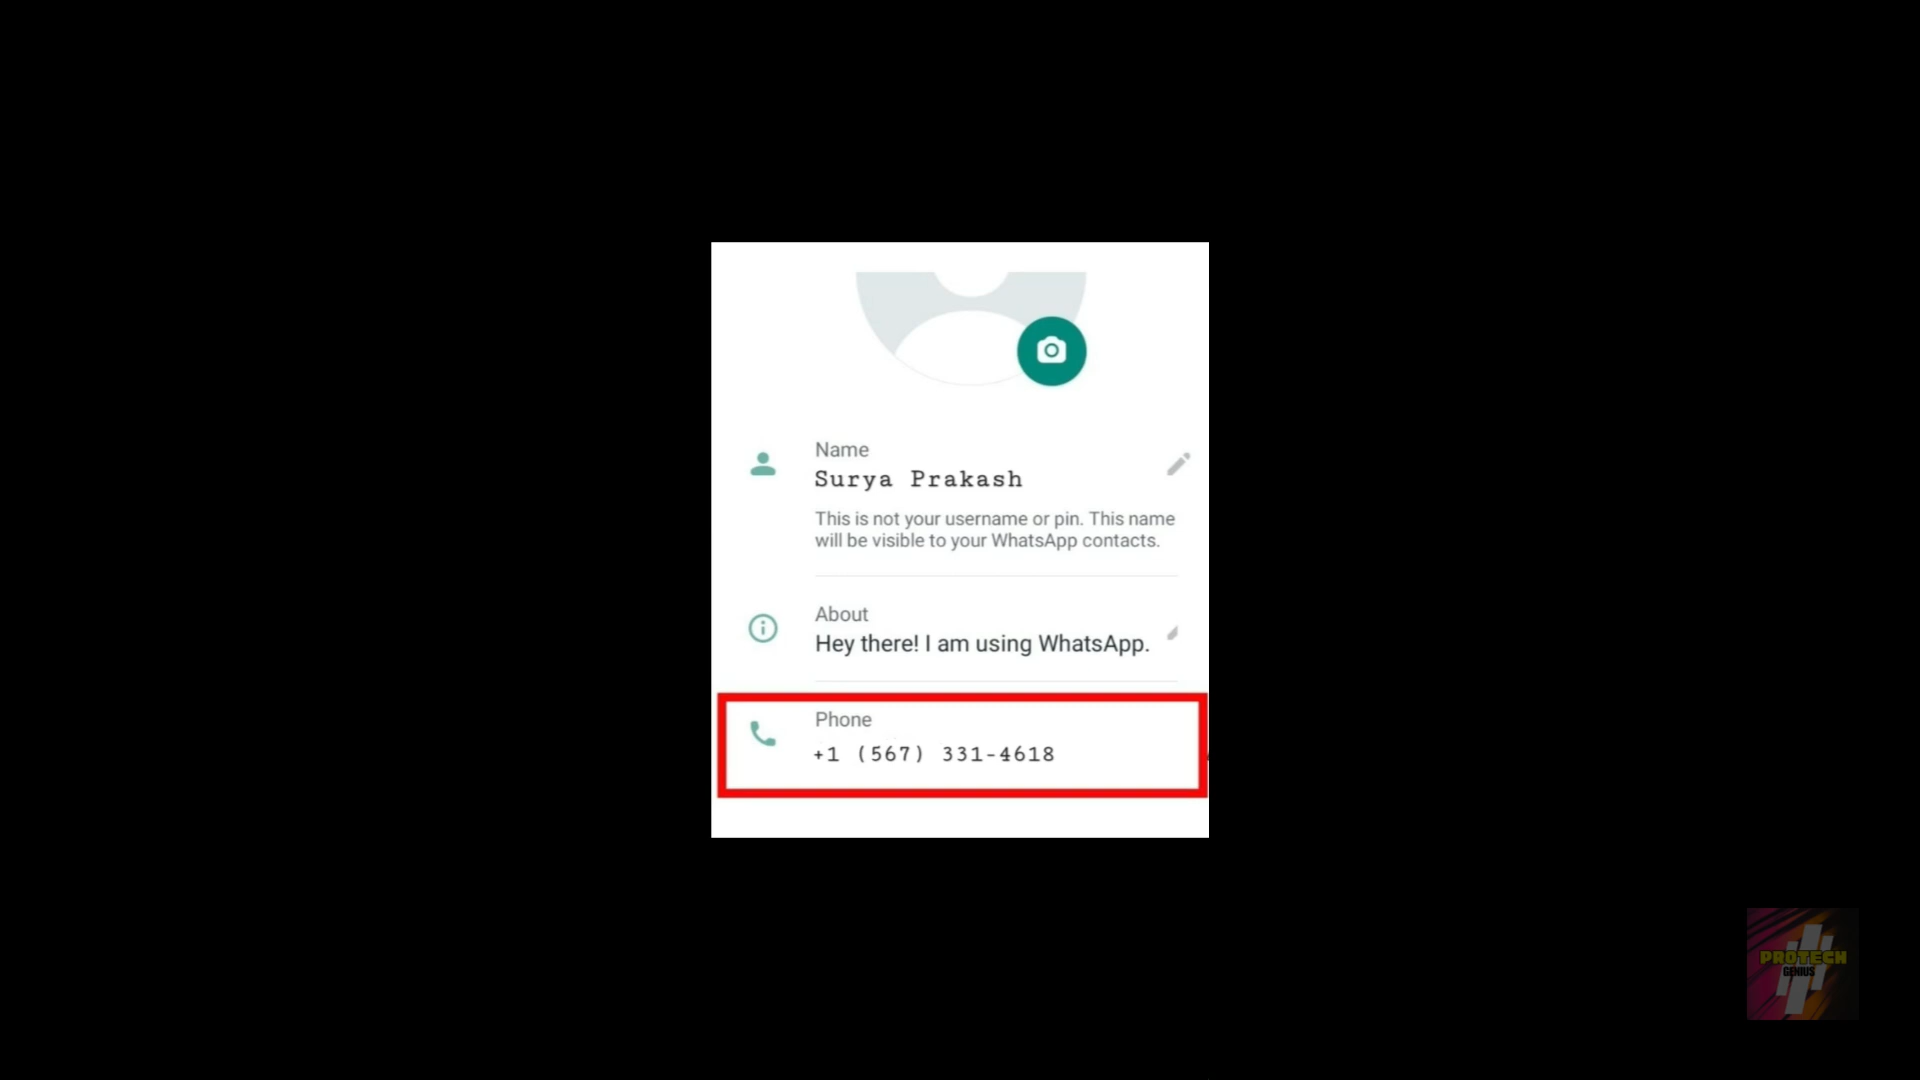 Name
Surya Prakash
This is not your username or pin. This name
will be visible to your WhatsApp contacts.
About
Hey there! I am using WhatsApp.
Phone
+1 (567) 331-4618
PROTECH
GENIUS